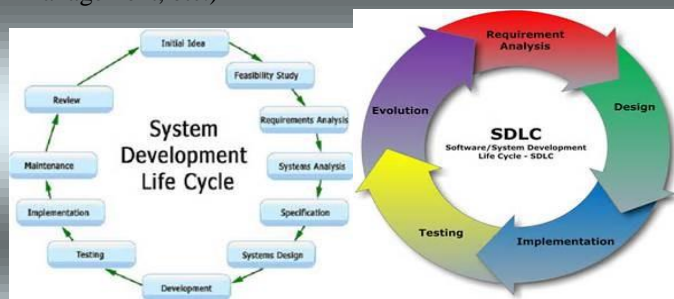 Initial Idea
Feasibility Study
Requirements Analysis
Systems Analysis
Specification
Systems Design
Development
Testing
Implementation
Maintenance
Review
System
Development
Life Cycle
Requirement
Analysis
Design
Implementation
Testing
Evolution
SDLC
Software/System Development
Life Cycle - SDLC